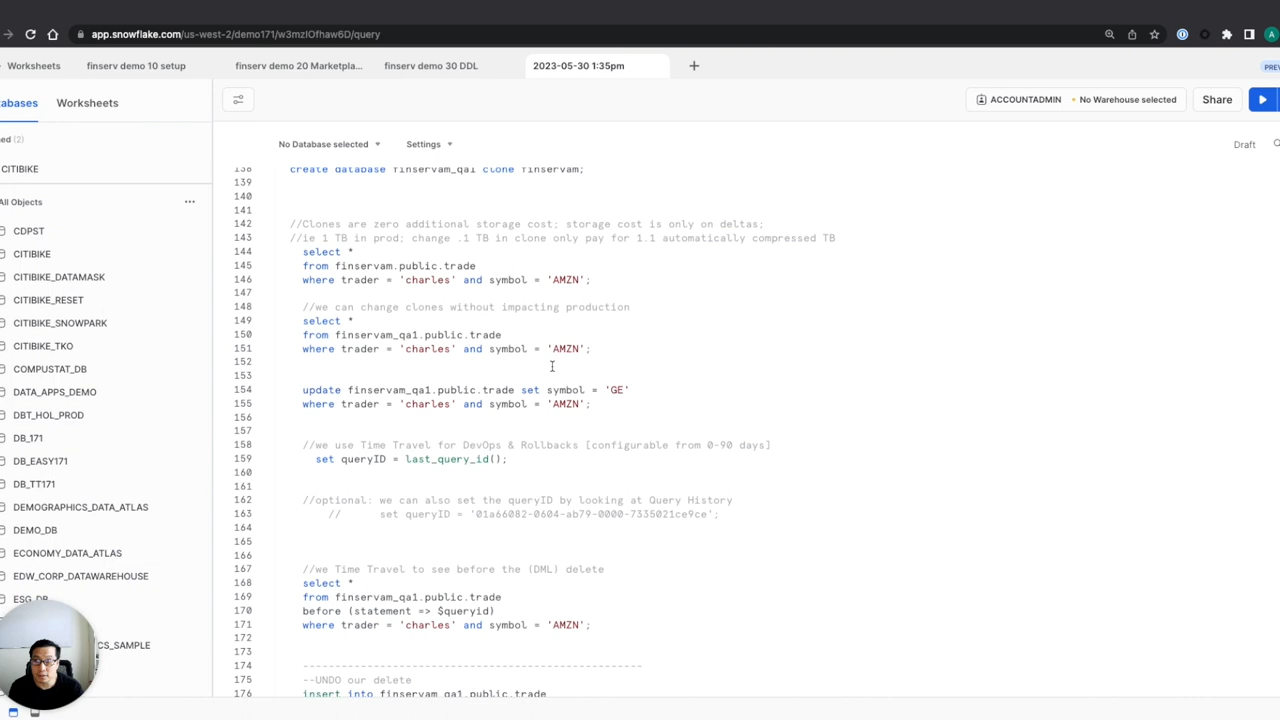 app.snowflake.com/us-west-2/demo171/w3mzIOfhaw6D/query
Worksheets
finserv demo 10 setup
finserv demo 20 Marketpla...
finserv demo 30 DDL
2023-05-30 1:35pm
PREV
abases
Worksheets
ACCOUNTADMIN
No Warehouse selected
Share
ned (2)
No Database selected
Settings
Draft
CITIBIKE
All Objects
CDPST
CITIBIKE
CITIBIKE_DATAMASK
CITIBIKE_RESET
CITIBIKE_SNOWPARK
CITIBIKE_TKO
COMPUSTAT_DB
DATA_APPS_DEMO
DBT_HOL_PROD
DB_171
DB_EASY171
DB_TT171
DEMOGRAPHICS_DATA_ATLAS
DEMO_DB
ECONOMY_DATA_ATLAS
EDW_CORP_DATAWAREHOUSE
ESG_DB
CS_SAMPLE
138 create database finservam_qa1 clone finservam;
139
140
141
142 //Clones are zero additional storage cost; storage cost is only on deltas;
143 //ie 1 TB in prod; change .1 TB in clone only pay for 1.1 automatically compressed TB
144 select *
145 from finservam.public.trade
146 where trader = 'charles' and symbol = 'AMZN';
147
148 //we can change clones without impacting production
149 select *
150 from finservam_qa1.public.trade
151 where trader = 'charles' and symbol = 'AMZN';
152
153
154 update finservam_qa1.public.trade set symbol = 'GE'
155 where trader = 'charles' and symbol = 'AMZN';
156
157
158 //we use Time Travel for DevOps & Rollbacks [configurable from 0-90 days]
159 set queryID = last_query_id();
160
161
162 //optional: we can also set the queryID by looking at Query History
163 // set queryID = '01a66082-0604-ab79-0000-7335021ce9ce';
164
165
166
167 //we Time Travel to see before the (DML) delete
168 select *
169 from finservam_qa1.public.trade
170 before (statement => $queryid)
171 where trader = 'charles' and symbol = 'AMZN';
172
173
174 -----------------------------------------------------
175 --UNDO our delete
176 insert into finservam_qa1.public.trade